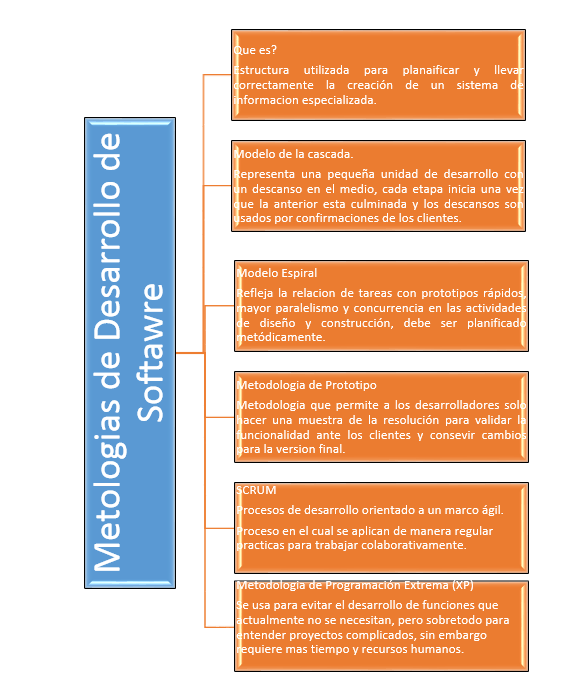 Metologias de Desarrollo de
Softawre
Que es?
Estructura utilizada para planaificar y llevar
correctamente la creación de un sistema de
informacion especializada.
Modelo de la cascada.
Representa una pequeña unidad de desarrollo con
un descanso en el medio, cada etapa inicia una vez
que la anterior esta culminada y los descansos son
usados por confirmaciones de los clientes.
Modelo Espiral
Refleja la relacion de tareas con prototipos rápidos,
mayor paralelismo y concurrencia en las actividades
de diseño y construcción, debe ser planificado
metódicamente.
Metodologia de Prototipo
Metodologia que permite a los desarrolladores solo
hacer una muestra de la resolución para validar la
funcionalidad ante los clientes y consevir cambios
para la version final.
SCRUM
Procesos de desarrollo orientado a un marco ágil.
Proceso en el cual se aplican de manera regular
practicas para trabajar colaborativamente.
Metodologia de Programación Extrema (XP)
Se usa para evitar el desarrollo de funciones que
actualmente no se necesitan, pero sobretodo para
entender proyectos complicados, sin embargo
requiere mas tiempo y recursos humanos.